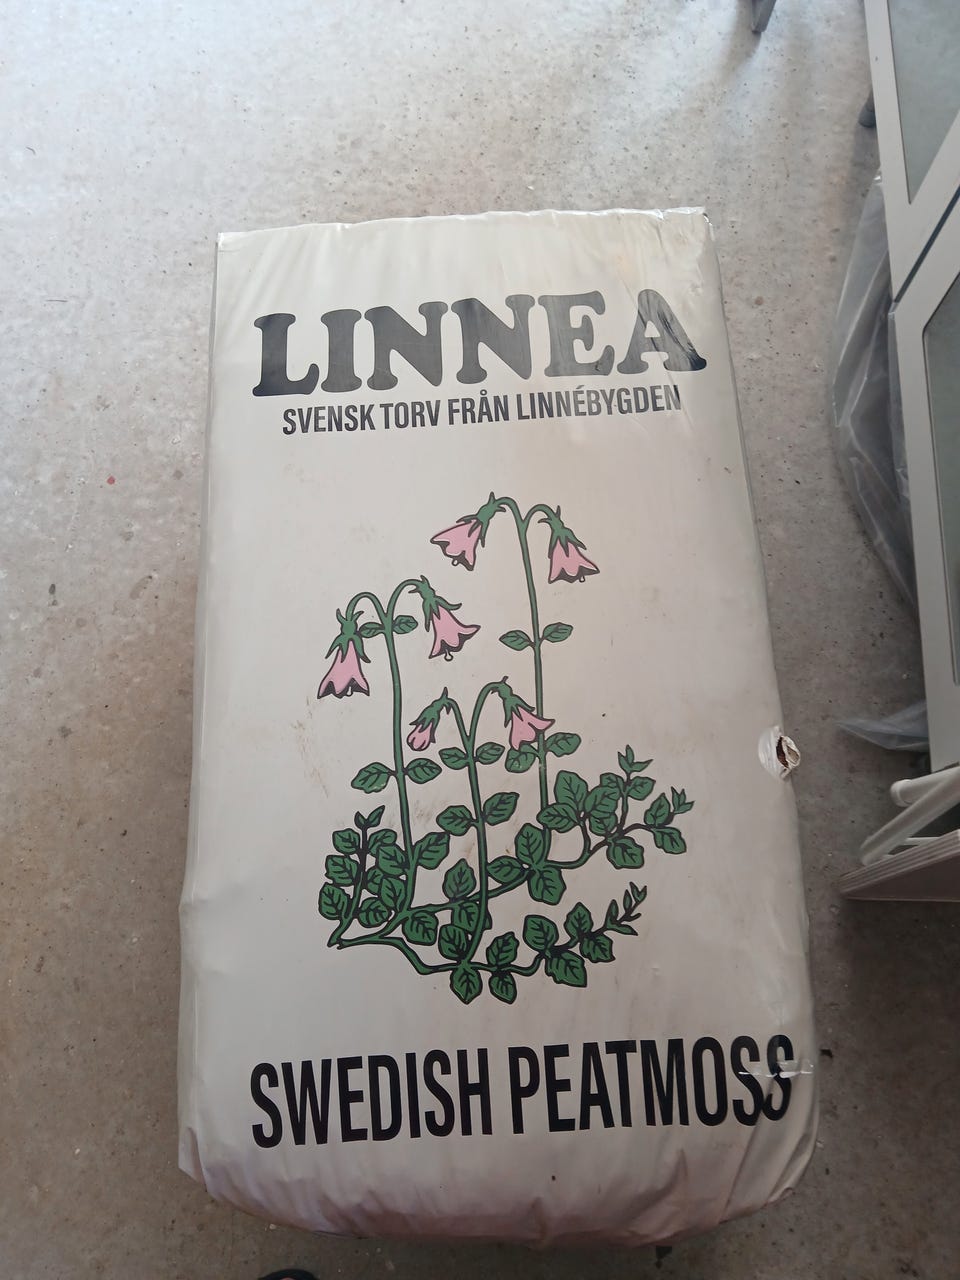 LINNEA
SVENSK TORV FRÅN LINNÉBYGDEN
SWEDISH PEATMOSS